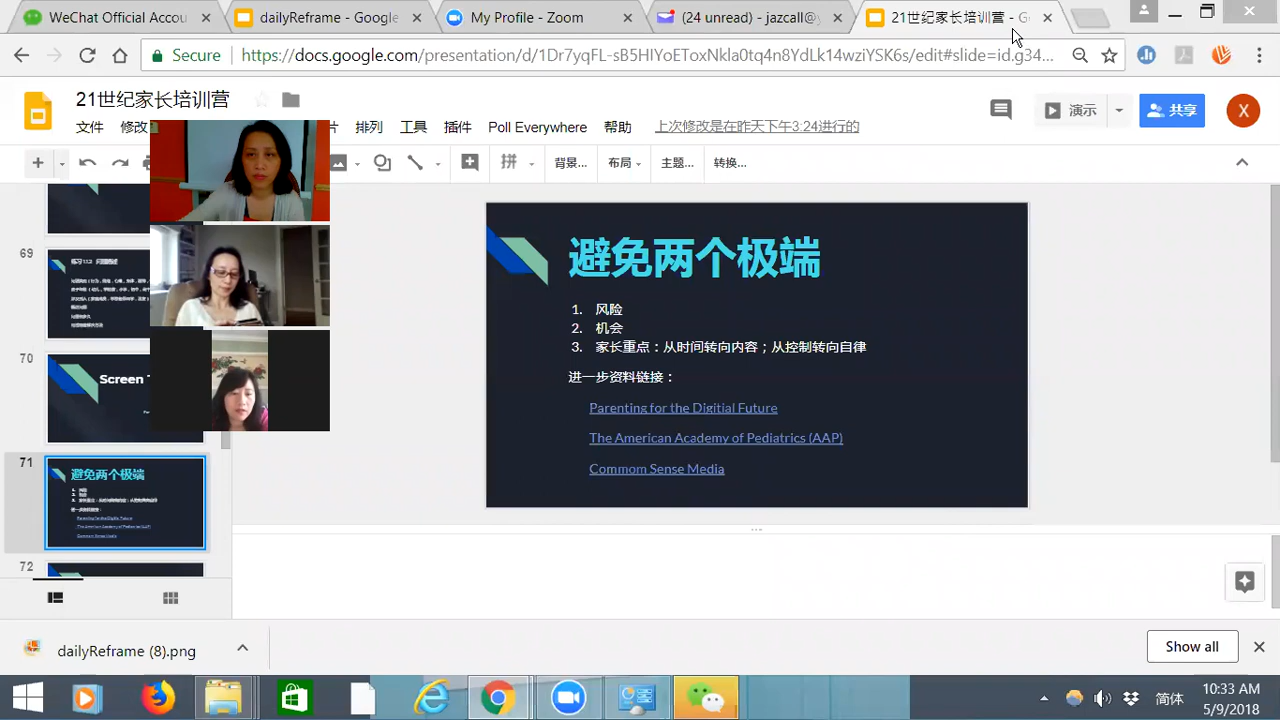 WeChat Official Accou
dailyReframe - Google
My Profile - Zoom
(24 unread) - jazcall@
21世纪家长培训营 - G
Secure
https://docs.google.com/presentation/d/1Dr7yqFL-sB5HIYoEToxNkla0tq4n8YdLk14wziYSK6s/edit#slide=id.g34...
21世纪家长培训营
演示
共享
X
文件 修改 片 排列 工具 插件 Poll Everywhere 帮助 上次修改是在昨天下午3:24进行的
拼 背景... 布局 主题... 转换...
69
70
Screen T
71
避免两个极端
72
避免两个极端
1. 风险
2. 机会
3. 家长重点：从时间转向内容；从控制转向自律
进一步资料链接：
Parenting for the Digitial Future
The American Academy of Pediatrics (AAP)
Commom Sense Media
dailyReframe (8).png
Show all
简体
10:33 AM
5/9/2018